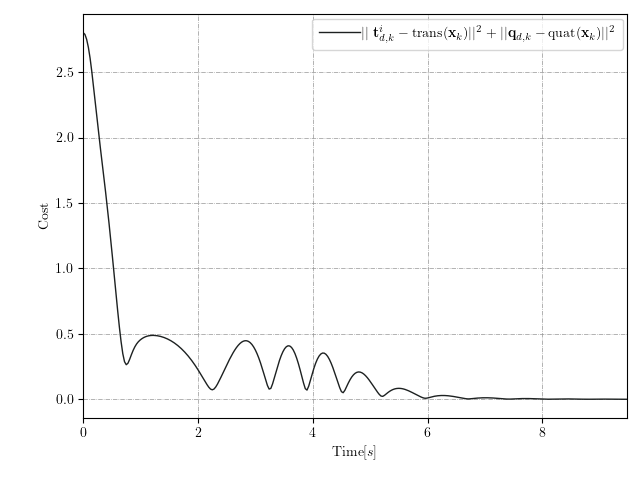 || t^i_{d,k} − trans(x_k)||² + ||q_{d,k} − quat(x_k)||²
2.5
2.0
1.5
1.0
0.5
0.0
Cost
0 2 4 6 8
Time[s]